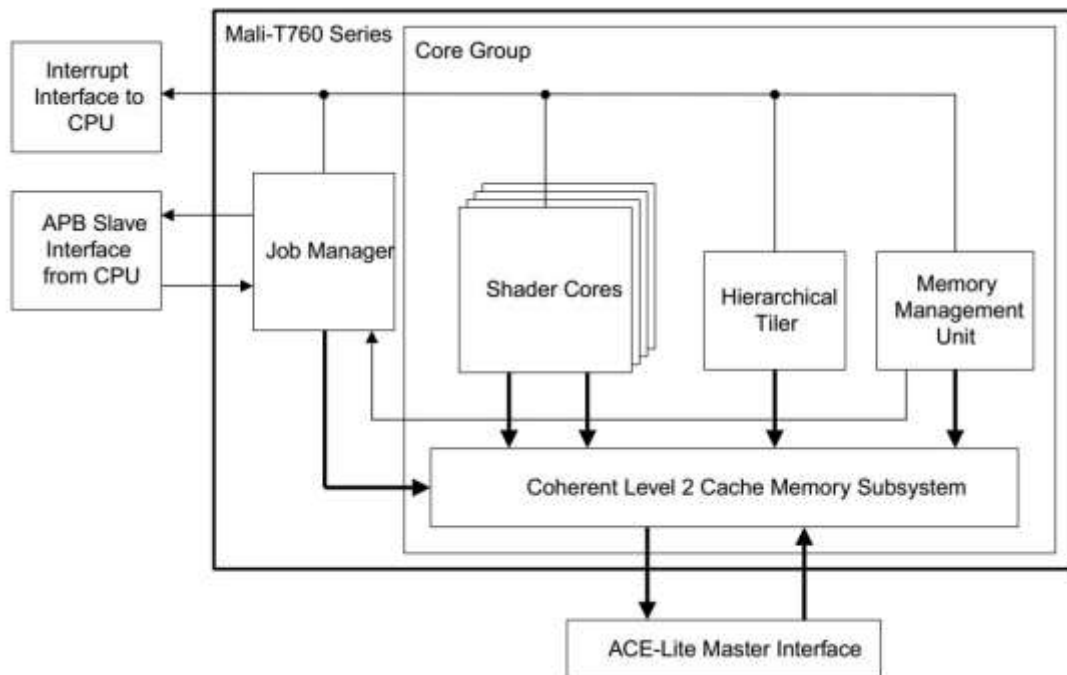 Mali-T760 Series
Core Group
Interrupt
Interface to
CPU
APB Slave
Interface
from CPU
Job Manager
Shader Cores
Hierarchical
Tiler
Memory
Management
Unit
Coherent Level 2 Cache Memory Subsystem
ACE-Lite Master Interface